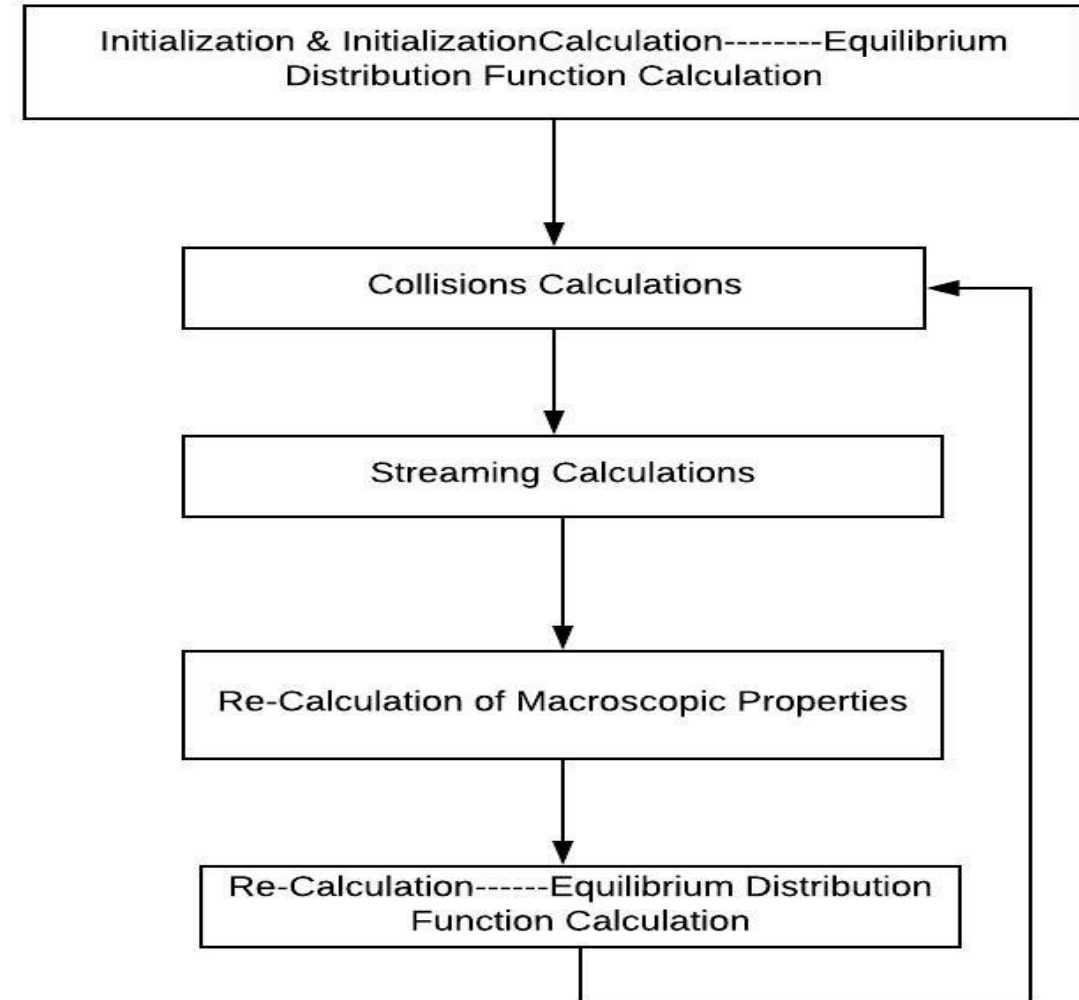 Initialization & InitializationCalculation--------Equilibrium
Distribution Function Calculation
Collisions Calculations
Streaming Calculations
Re-Calculation of Macroscopic Properties
Re-Calculation------Equilibrium Distribution
Function Calculation